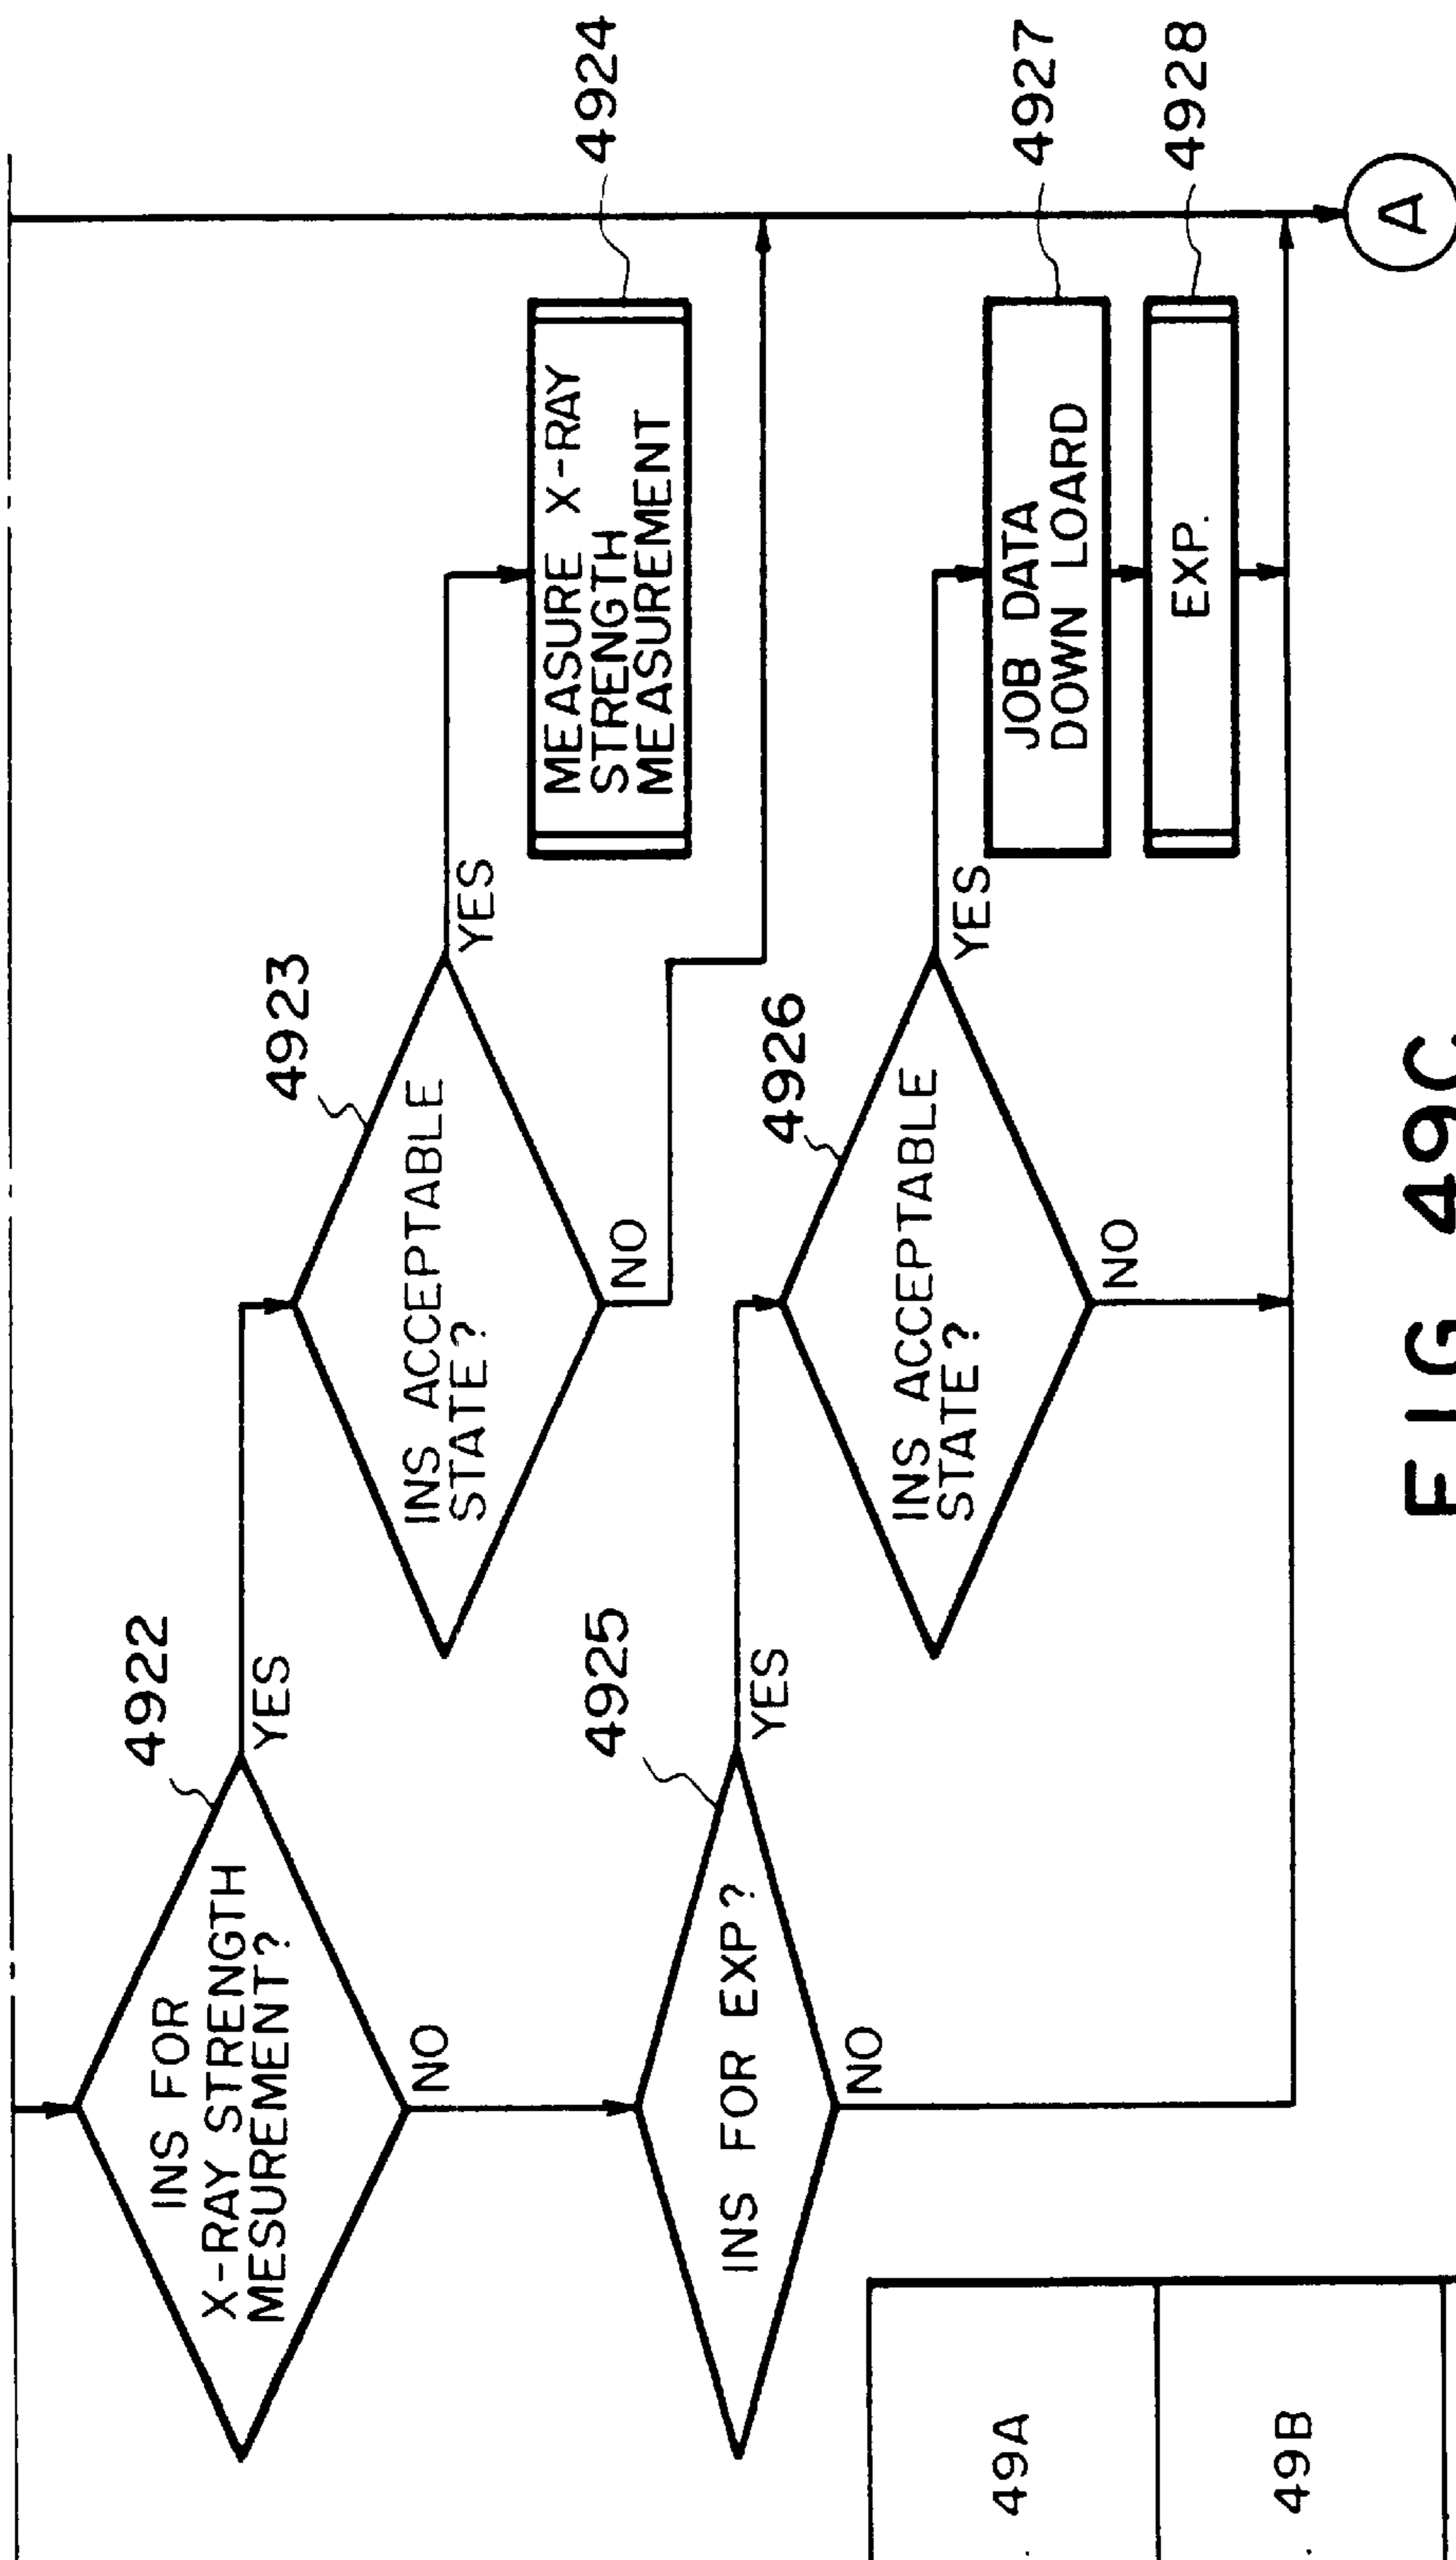 4922
INS FOR
X-RAY STRENGTH
MESUREMENT?
YES
NO
4923
INS ACCEPTABLE
STATE?
YES
NO
4924
MEASURE X-RAY
STRENGTH
MEASUREMENT
4925
INS FOR EXP?
YES
NO
4926
INS ACCEPTABLE
STATE?
YES
NO
4927
JOB DATA
DOWN LOARD
4928
EXP.
A
49A
49B
FIG 49C